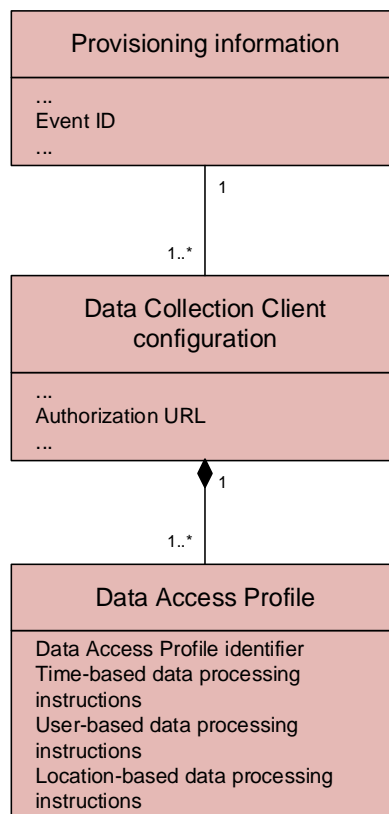 Provisioning information
...
Event ID
...
1
1..*
Data Collection Client
configuration
...
Authorization URL
...
1
1..*
Data Access Profile
Data Access Profile identifier
Time-based data processing
instructions
User-based data processing
instructions
Location-based data processing
instructions